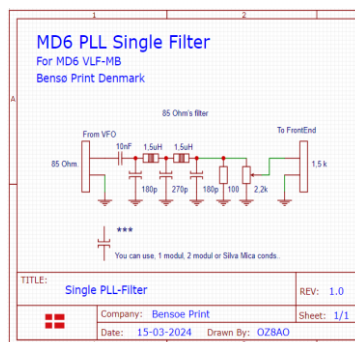 1
2
MD6 PLL Single Filter
For MD6 VLF-MB
Bensø Print Denmark
A
85 Ohm's filter
From VFO
To FrontEnd
10nF
1,5uH
1,5uH
85 Ohm.
1,5 k
180p
270p
180p
100
2,2k
***
You can use, 1 modul, 2 modul or Silva Mica conds.
TITLE:
Single PLL-Filter
REV: 1.0
Company: Bensoe Print
Sheet: 1/1
Date: 15-03-2024
Drawn By: OZ8AO